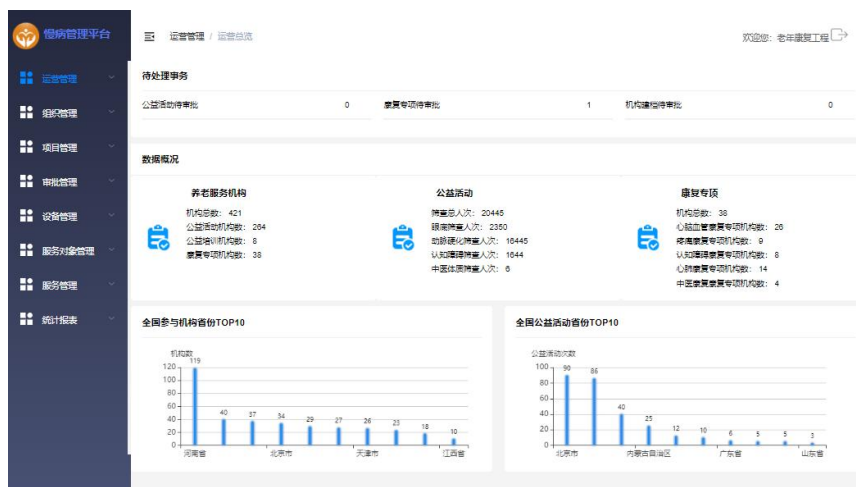 慢病管理平台
运营管理 / 运营总览
欢迎您：老年康复工程
运营管理
组织管理
项目管理
审批管理
设备管理
服务对象管理
服务管理
统计报表
待处理事务
公益活动待审批 0
康复专项待审批 1
机构建档待审批 0
数据概况
养老服务机构
机构总数：421
公益活动机构数：264
公益培训机构数：8
康复专项机构数：38
公益活动
筛查总人次：20445
眼底筛查人次：2350
动脉硬化筛查人次：16445
认知障碍筛查人次：1644
中医体质筛查人次：6
康复专项
机构总数：38
心脑血管康复专项机构数：26
疼痛康复专项机构数：9
认知障碍康复专项机构数：8
心肺康复专项机构数：14
中医康复康复专项机构数：4
全国参与机构省份TOP10
机构数
120
100
80
60
40
20
0
119 40 37 34 29 27 26 23 18 10
河南省 北京市 天津市 江西省
全国公益活动省份TOP10
公益活动次数
100
80
60
40
20
0
90 86 40 25 12 10 6 5 5 3
北京市 内蒙古自治区 广东省 山东省